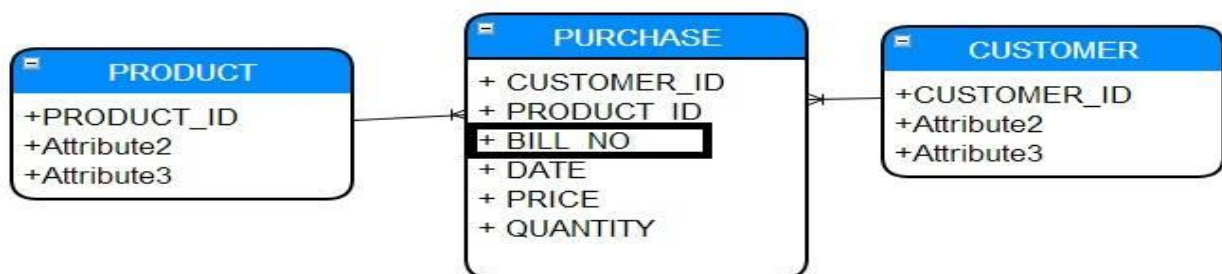 PRODUCT
+PRODUCT_ID
+Attribute2
+Attribute3
PURCHASE
+ CUSTOMER_ID
+ PRODUCT_ID
+ BILL_NO
+ DATE
+ PRICE
+ QUANTITY
CUSTOMER
+CUSTOMER_ID
+Attribute2
+Attribute3